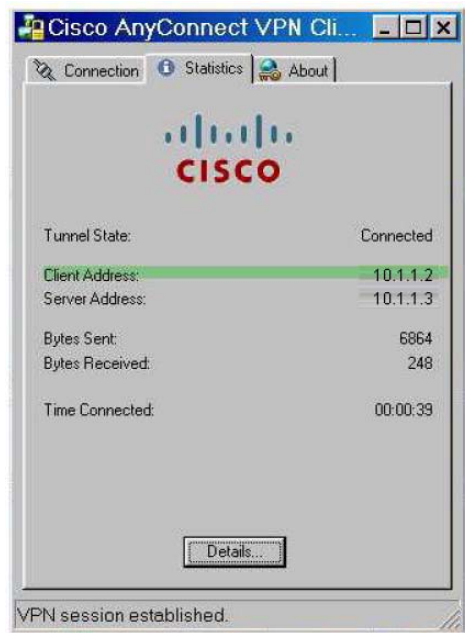 Cisco AnyConnect VPN Cli...
Connection Statistics About
CISCO
Tunnel State: Connected
Client Address: 10.1.1.2
Server Address: 10.1.1.3
Bytes Sent: 6864
Bytes Received: 248
Time Connected: 00:00:39
Details...
VPN session established.